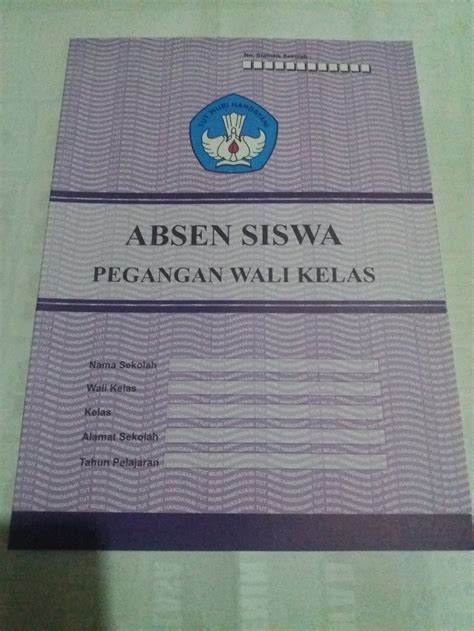 No. Statistik Sekolah
TUT WURI HANDAYANI
ABSEN SISWA
PEGANGAN WALI KELAS
Nama Sekolah
Wali Kelas
Kelas
Alamat Sekolah
Tahun Pelajaran